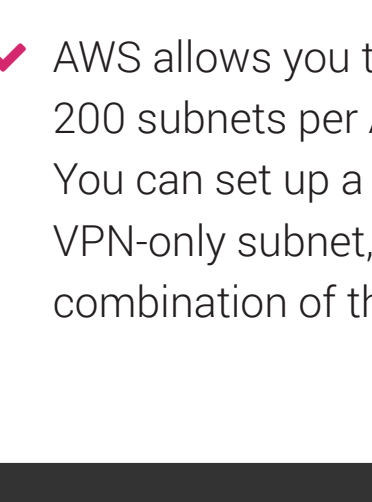 AWS allows you
200 subnets per
You can set up a
VPN-only subnet,
combination of